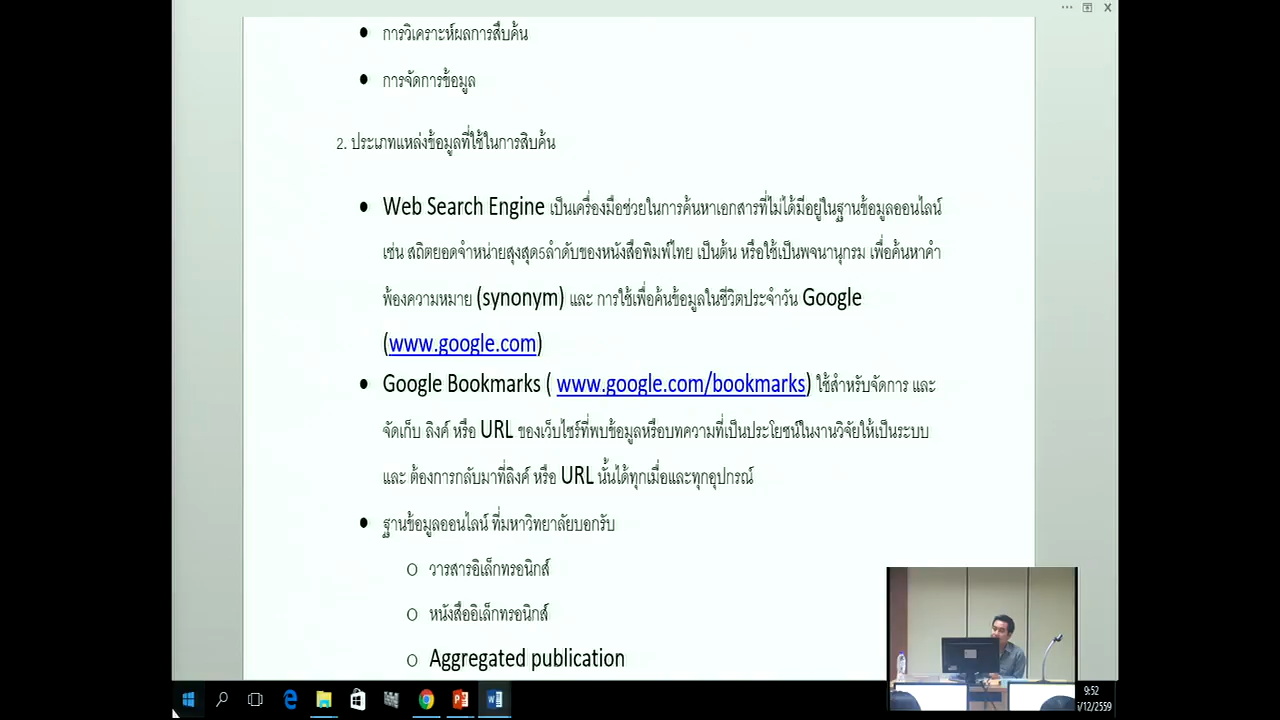 • การวิเคราะห์ผลการสืบค้น
• การจัดการข้อมูล
2. ประเภทแหล่งข้อมูลที่ใช้ในการสืบค้น
• Web Search Engine เป็นเครื่องมือช่วยในการค้นหาเอกสารที่ไม่ได้มีอยู่ในฐานข้อมูลออนไลน์
เช่น สถิตยอดจำหน่ายสูงสุด5ลำดับของหนังสือพิมพ์ไทย เป็นต้น หรือใช้เป็นพจนานุกรม เพื่อค้นหาคำ
พ้องความหมาย (synonym) และ การใช้เพื่อค้นข้อมูลในชีวิตประจำวัน Google
(www.google.com)
• Google Bookmarks ( www.google.com/bookmarks) ใช้สำหรับจัดการ และ
จัดเก็บ ลิงค์ หรือ URL ของเว็บไซร์ที่พบข้อมูลหรือบทความที่เป็นประโยชน์ในงานวิจัยให้เป็นระบบ
และ ต้องการกลับมาที่ลิงค์ หรือ URL นั้นได้ทุกเมื่อและทุกอุปกรณ์
• ฐานข้อมูลออนไลน์ ที่มหาวิทยาลัยบอกรับ
o วารสารอิเล็กทรอนิกส์
o หนังสืออิเล็กทรอนิกส์
o Aggregated publication
9:52
/12/2559